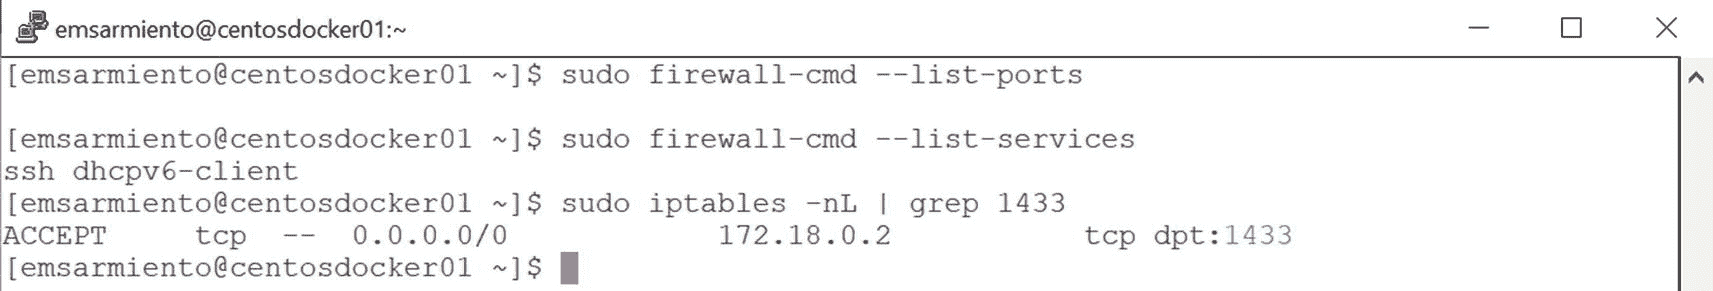 emsarmiento@centosdocker01:~
[emsarmiento@centosdocker01 ~]$ sudo firewall-cmd --list-ports
[emsarmiento@centosdocker01 ~]$ sudo firewall-cmd --list-services
ssh dhcpv6-client
[emsarmiento@centosdocker01 ~]$ sudo iptables -nL | grep 1433
ACCEPT     tcp  --  0.0.0.0/0            172.18.0.2           tcp dpt:1433
[emsarmiento@centosdocker01 ~]$